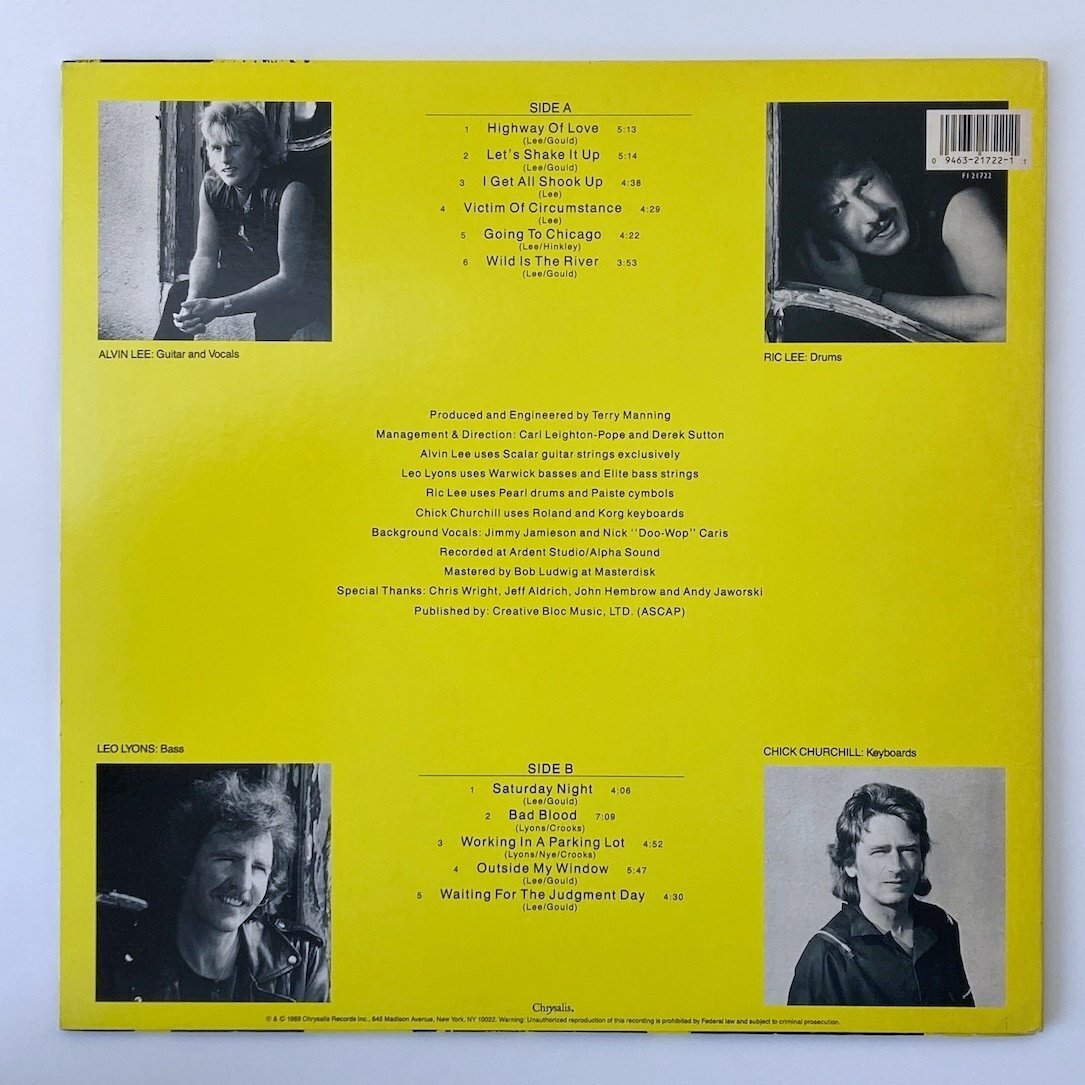 SIDE A
1 Highway Of Love 5:13
(Lee/Gould)
2 Let's Shake It Up 5:14
(Lee/Gould)
3 I Get All Shook Up 4:38
(Lee)
4 Victim Of Circumstance 4:29
(Lee)
5 Going To Chicago 4:22
(Lee/Hinkley)
6 Wild Is The River 3:53
(Lee/Gould)
0 9463-21722-1 1
F1 21722
ALVIN LEE: Guitar and Vocals
RIC LEE: Drums
Produced and Engineered by Terry Manning
Management & Direction: Carl Leighton-Pope and Derek Sutton
Alvin Lee uses Scalar guitar strings exclusively
Leo Lyons uses Warwick basses and Elite bass strings
Ric Lee uses Pearl drums and Paiste cymbols
Chick Churchill uses Roland and Korg keyboards
Background Vocals: Jimmy Jamieson and Nick "Doo-Wop" Caris
Recorded at Ardent Studio/Alpha Sound
Mastered by Bob Ludwig at Masterdisk
Special Thanks: Chris Wright, Jeff Aldrich, John Hembrow and Andy Jaworski
Published by: Creative Bloc Music, LTD. (ASCAP)
LEO LYONS: Bass
CHICK CHURCHILL: Keyboards
SIDE B
1 Saturday Night 4:06
(Lee/Gould)
2 Bad Blood 7:09
(Lyons/Crooks)
3 Working In A Parking Lot 4:52
(Lyons/Nye/Crooks)
4 Outside My Window 5:47
(Lee/Gould)
5 Waiting For The Judgment Day 4:30
(Lee/Gould)
Chrysalis.
℗ & © 1989 Chrysalis Records Inc., 645 Madison Avenue, New York, NY 10022. Warning: Unauthorized reproduction of this recording is prohibited by Federal law and subject to criminal prosecution.